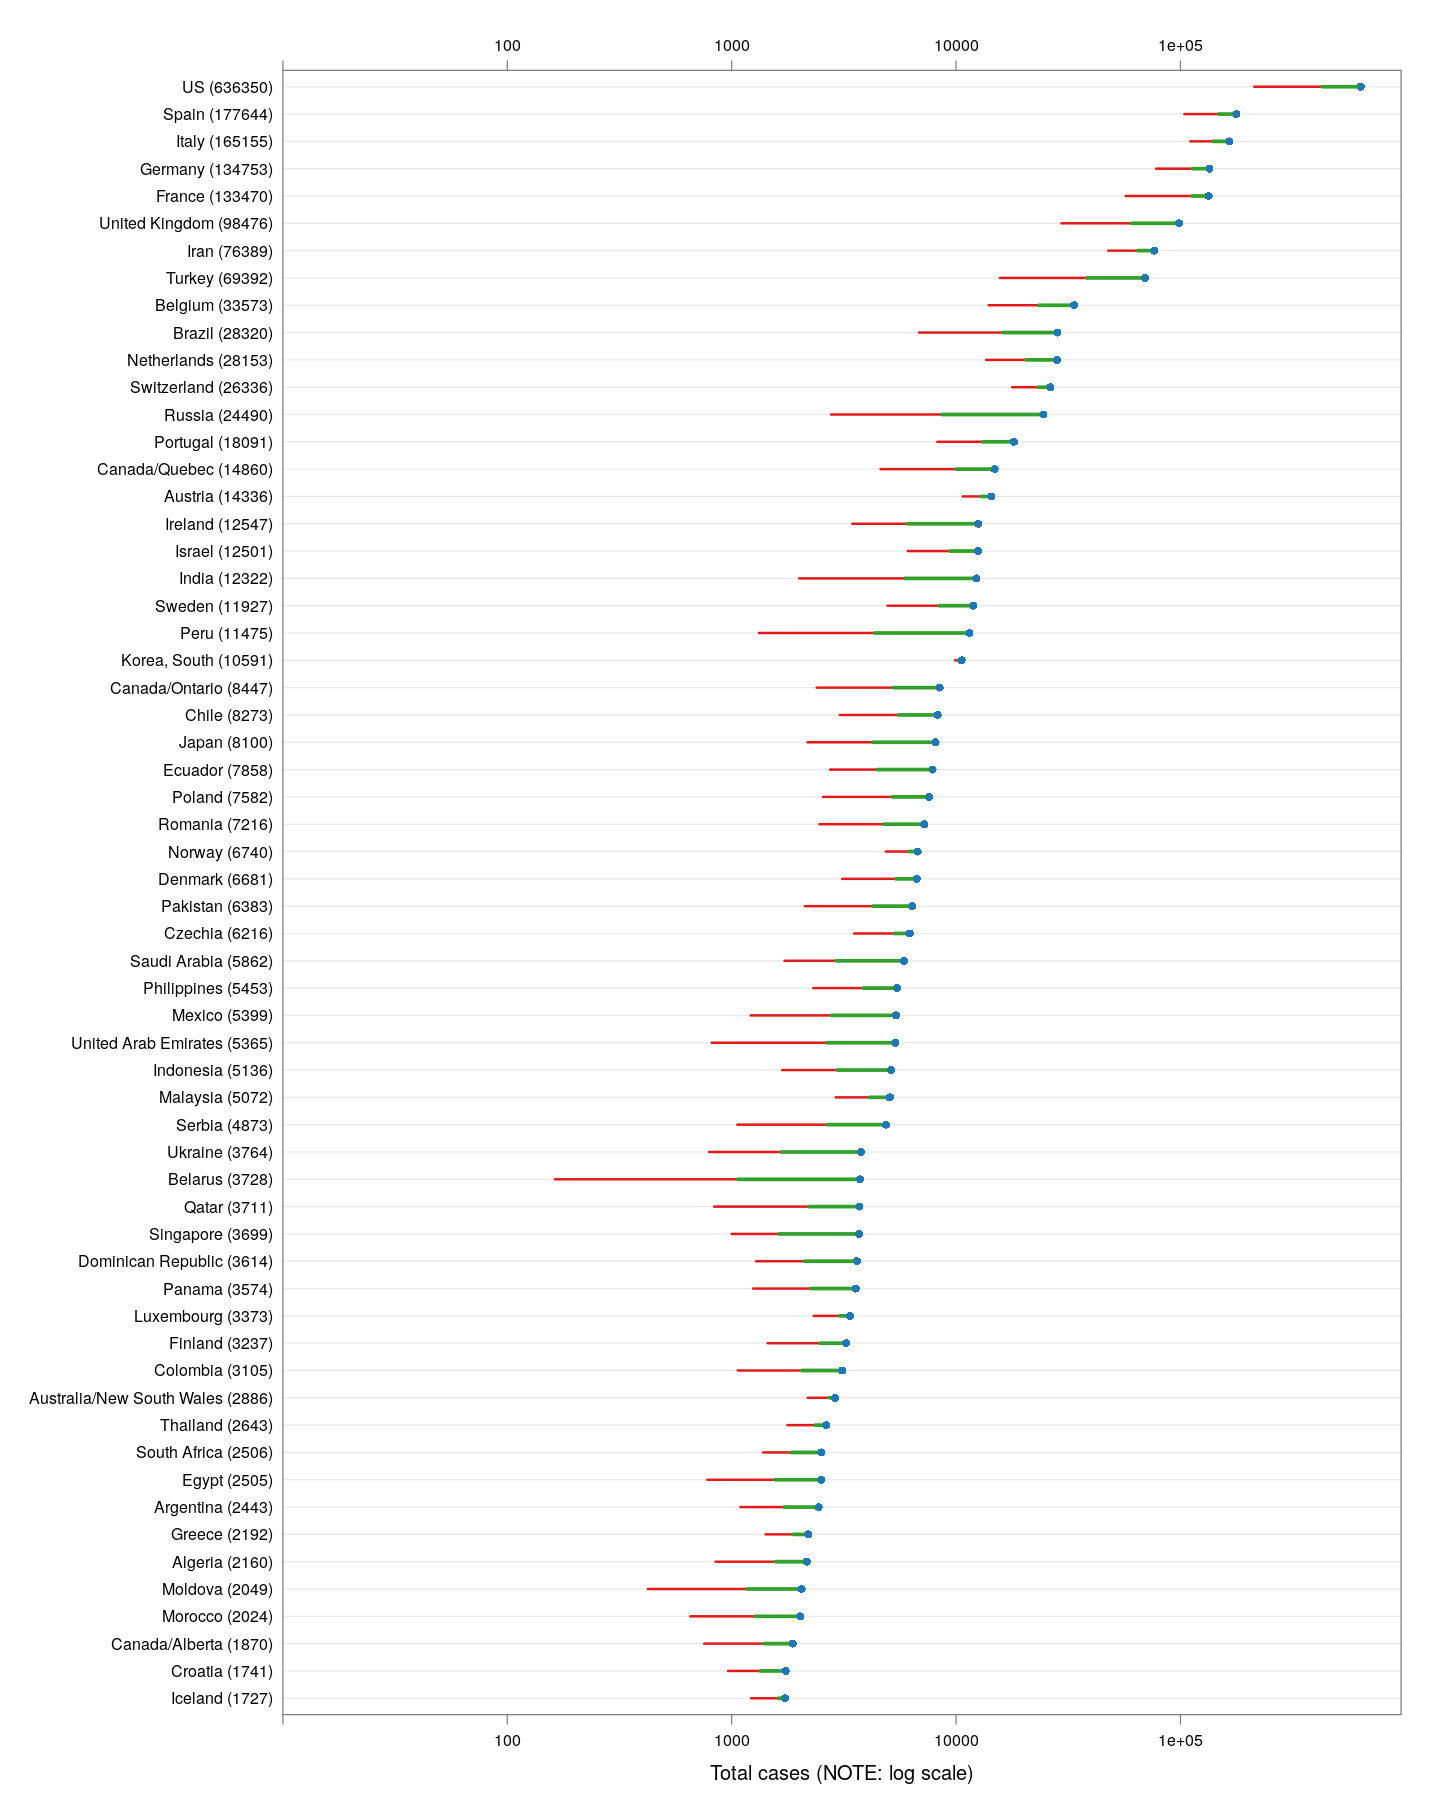 100 1000 10000 1e+05
US (636350)
Spain (177644)
Italy (165155)
Germany (134753)
France (133470)
United Kingdom (98476)
Iran (76389)
Turkey (69392)
Belgium (33573)
Brazil (28320)
Netherlands (28153)
Switzerland (26336)
Russia (24490)
Portugal (18091)
Canada/Quebec (14860)
Austria (14336)
Ireland (12547)
Israel (12501)
India (12322)
Sweden (11927)
Peru (11475)
Korea, South (10591)
Canada/Ontario (8447)
Chile (8273)
Japan (8100)
Ecuador (7858)
Poland (7582)
Romania (7216)
Norway (6740)
Denmark (6681)
Pakistan (6383)
Czechia (6216)
Saudi Arabia (5862)
Philippines (5453)
Mexico (5399)
United Arab Emirates (5365)
Indonesia (5136)
Malaysia (5072)
Serbia (4873)
Ukraine (3764)
Belarus (3728)
Qatar (3711)
Singapore (3699)
Dominican Republic (3614)
Panama (3574)
Luxembourg (3373)
Finland (3237)
Colombia (3105)
Australia/New South Wales (2886)
Thailand (2643)
South Africa (2506)
Egypt (2505)
Argentina (2443)
Greece (2192)
Algeria (2160)
Moldova (2049)
Morocco (2024)
Canada/Alberta (1870)
Croatia (1741)
Iceland (1727)
100 1000 10000 1e+05
Total cases (NOTE: log scale)